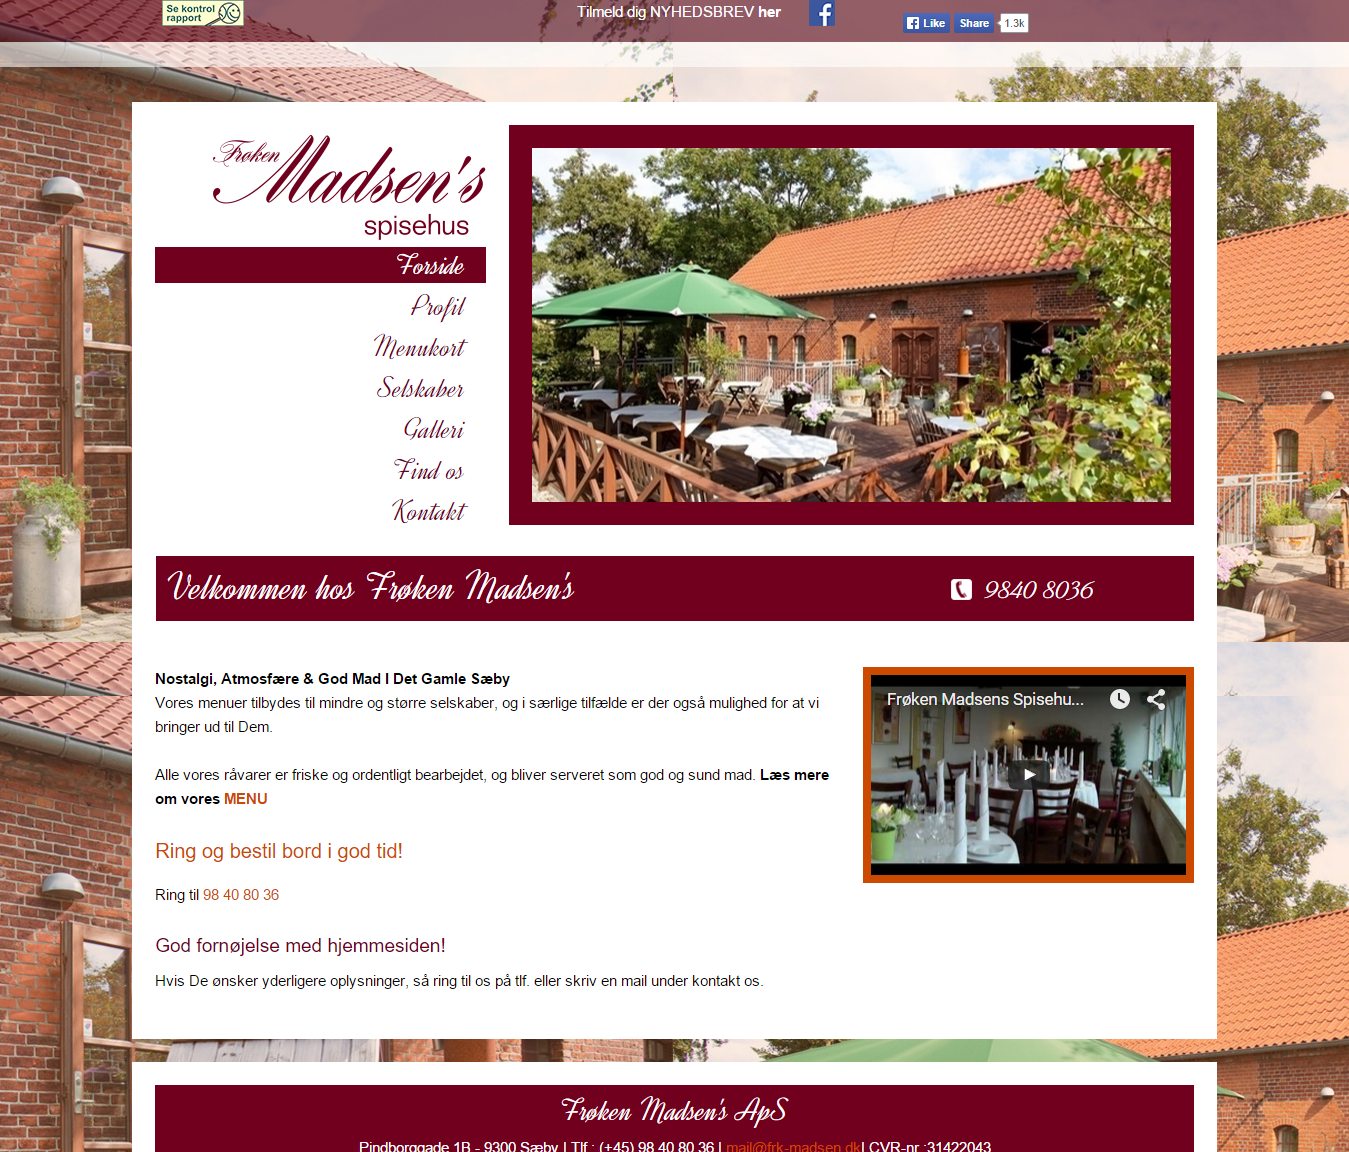 Se kontrol
rapport
Tilmeld dig NYHEDSBREV her
Like
Share
1.3k
Frøken
Madsen's
spisehus
Forside
Profil
Menukort
Selskaber
Galleri
Find os
Kontakt
Velkommen hos Frøken Madsen's
9840 8036
Nostalgi, Atmosfære & God Mad I Det Gamle Sæby
Vores menuer tilbydes til mindre og større selskaber, og i særlige tilfælde er der også mulighed for at vi
bringer ud til Dem.
Alle vores råvarer er friske og ordentligt bearbejdet, og bliver serveret som god og sund mad. Læs mere
om vores MENU
Frøken Madsens Spisehu...
Ring og bestil bord i god tid!
Ring til 98 40 80 36
God fornøjelse med hjemmesiden!
Hvis De ønsker yderligere oplysninger, så ring til os på tlf. eller skriv en mail under kontakt os.
Frøken Madsen's ApS
Pindborggade 1B - 9300 Sæby | Tlf.: (+45) 98 40 80 36 | mail@frk-madsen.dk| CVR-nr.:31422043